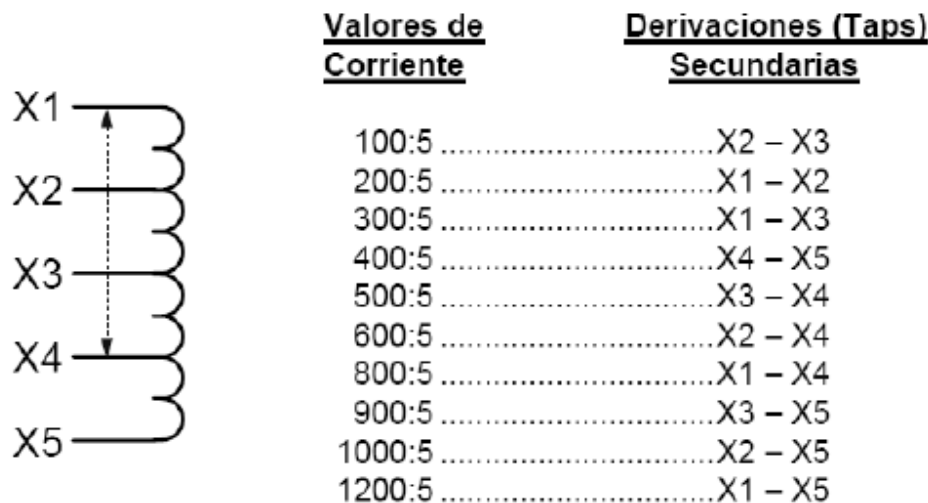 Valores de Corriente
Derivaciones (Taps) Secundarias
X1
X2
X3
X4
X5
100:5 ........................................ X2 – X3
200:5 ........................................ X1 – X2
300:5 ........................................ X1 – X3
400:5 ........................................ X4 – X5
500:5 ........................................ X3 – X4
600:5 ........................................ X2 – X4
800:5 ........................................ X1 – X4
900:5 ........................................ X3 – X5
1000:5 ........................................ X2 – X5
1200:5 ........................................ X1 – X5